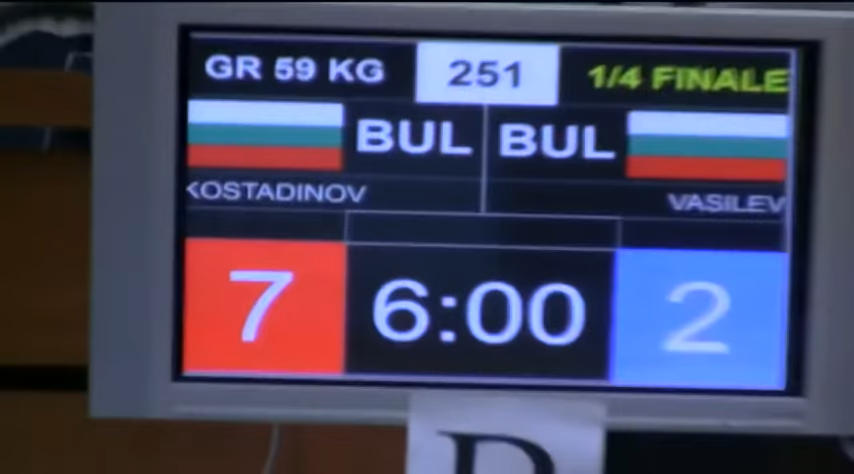 GR 59 KG 251 1/4 FINALE
BUL BUL
KOSTADINOV VASILEV
7 6:00 2
D